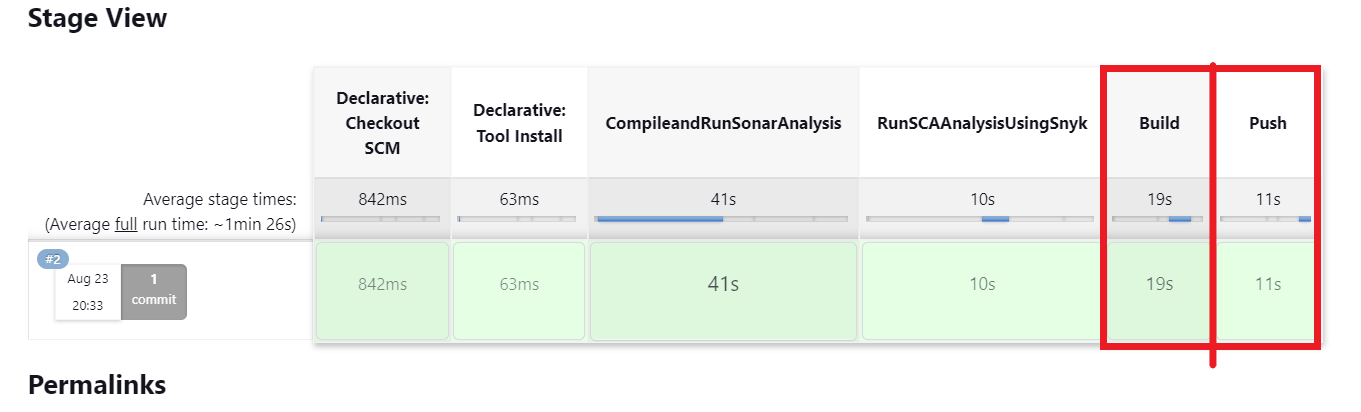 Stage View
Declarative:
Checkout
SCM
Declarative:
Tool Install
CompileandRunSonarAnalysis
RunSCAAnalysisUsingSnyk
Build
Push
Average stage times:
(Average full run time: ~1min 26s)
842ms
63ms
41s
10s
19s
11s
#2
Aug 23
20:33
1
commit
842ms
63ms
41s
10s
19s
11s
Permalinks